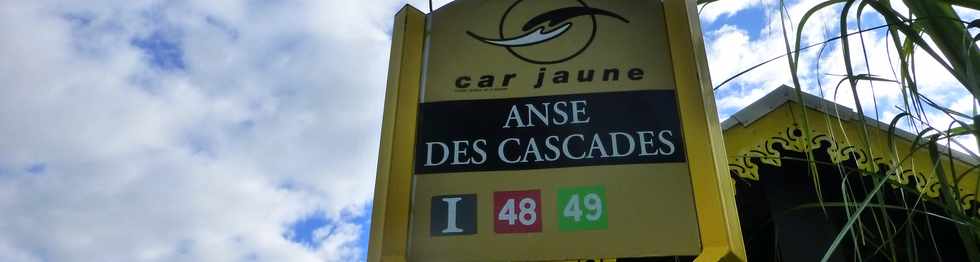 car jaune
ANSE
DES CASCADES
I 48 49